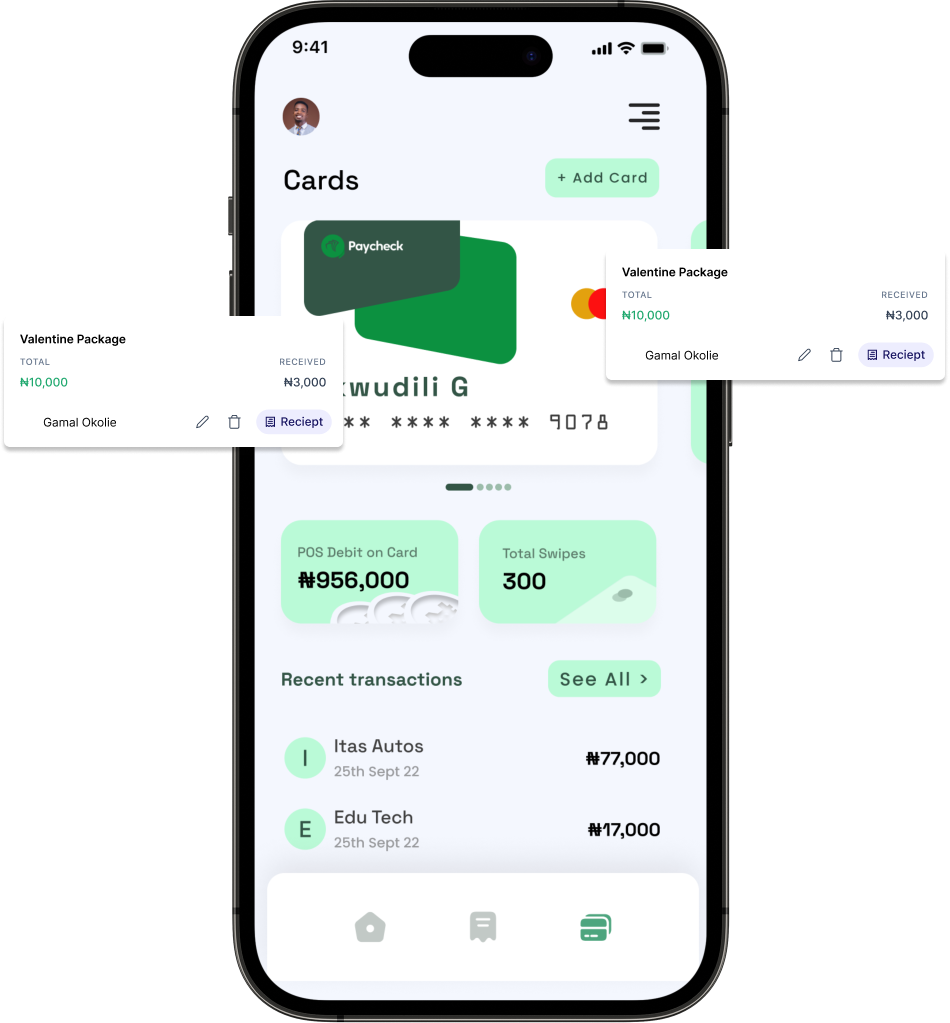 9:41
Cards
+ Add Card
Paycheck
Valentine Package
TOTAL RECEIVED
₦10,000 ₦3,000
Gamal Okolie Reciept
Valentine Package
TOTAL RECEIVED
₦10,000 ₦3,000
Gamal Okolie Reciept
kwudili G
** **** **** 9078
POS Debit on Card
₦956,000
Total Swipes
300
Recent transactions
See All >
I
Itas Autos
25th Sept 22
₦77,000
E
Edu Tech
25th Sept 22
₦17,000